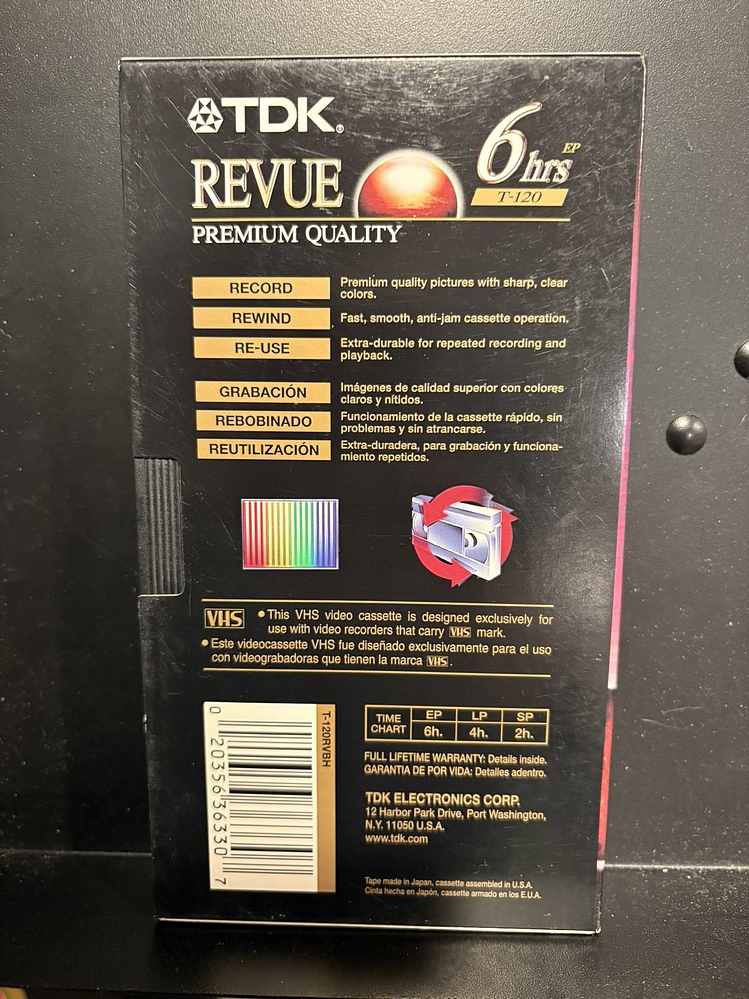 TDK®
6hrs EP
REVUE
T-120
PREMIUM QUALITY
RECORD
Premium quality pictures with sharp, clear
colors.
REWIND
Fast, smooth, anti-jam cassette operation.
RE-USE
Extra-durable for repeated recording and
playback.
GRABACIÓN
Imágenes de calidad superior con colores
claros y nítidos.
REBOBINADO
Funcionamiento de la cassette rápido, sin
problemas y sin atrancarse.
REUTILIZACIÓN
Extra-duradera, para grabación y funciona-
miento repetidos.
VHS
• This VHS video cassette is designed exclusively for
use with video recorders that carry VHS mark.
• Este videocassette VHS fue diseñado exclusivamente para el uso
con videograbadoras que tienen la marca VHS.
T-120RVBH
0 20356 36330 7
TIME CHART
EP LP SP
6h. 4h. 2h.
FULL LIFETIME WARRANTY: Details inside.
GARANTIA DE POR VIDA: Detalles adentro.
TDK ELECTRONICS CORP.
12 Harbor Park Drive, Port Washington,
N.Y. 11050 U.S.A.
www.tdk.com
Tape made in Japan, cassette assembled in U.S.A.
Cinta hecha en Japón, cassette armado en los E.U.A.